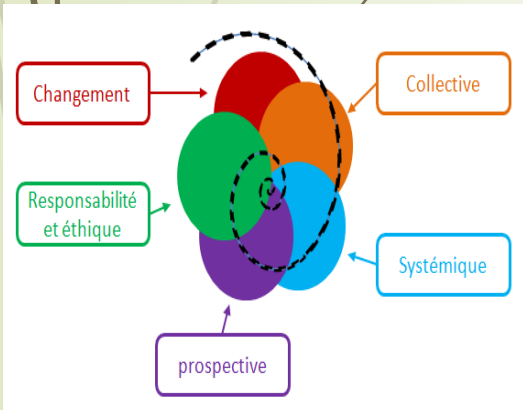 Changement
Collective
Responsabilité
et éthique
Systémique
prospective